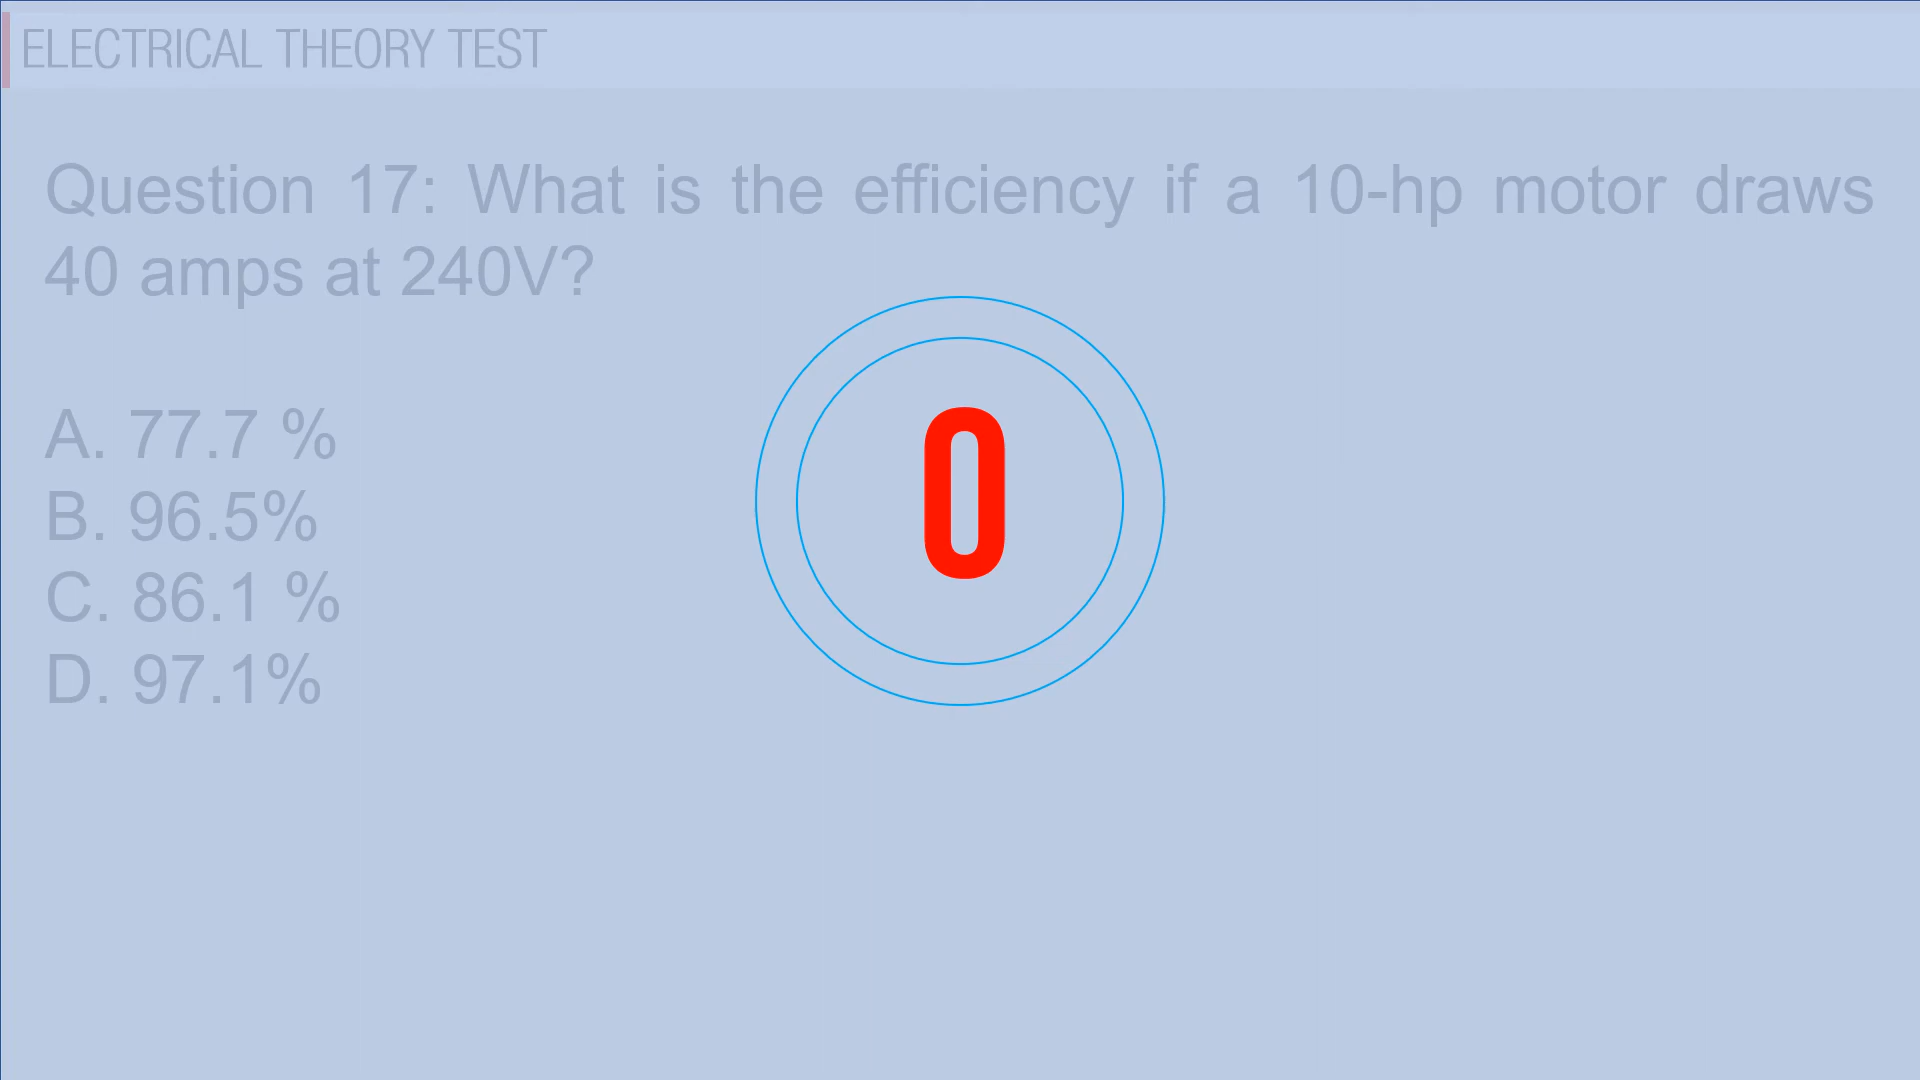 ELECTRICAL THEORY TEST
Question 17: What is the efficiency if a 10-hp motor draws
40 amps at 240V?
0
A. 77.7 %
B. 96.5%
C. 86.1 %
D. 97.1%